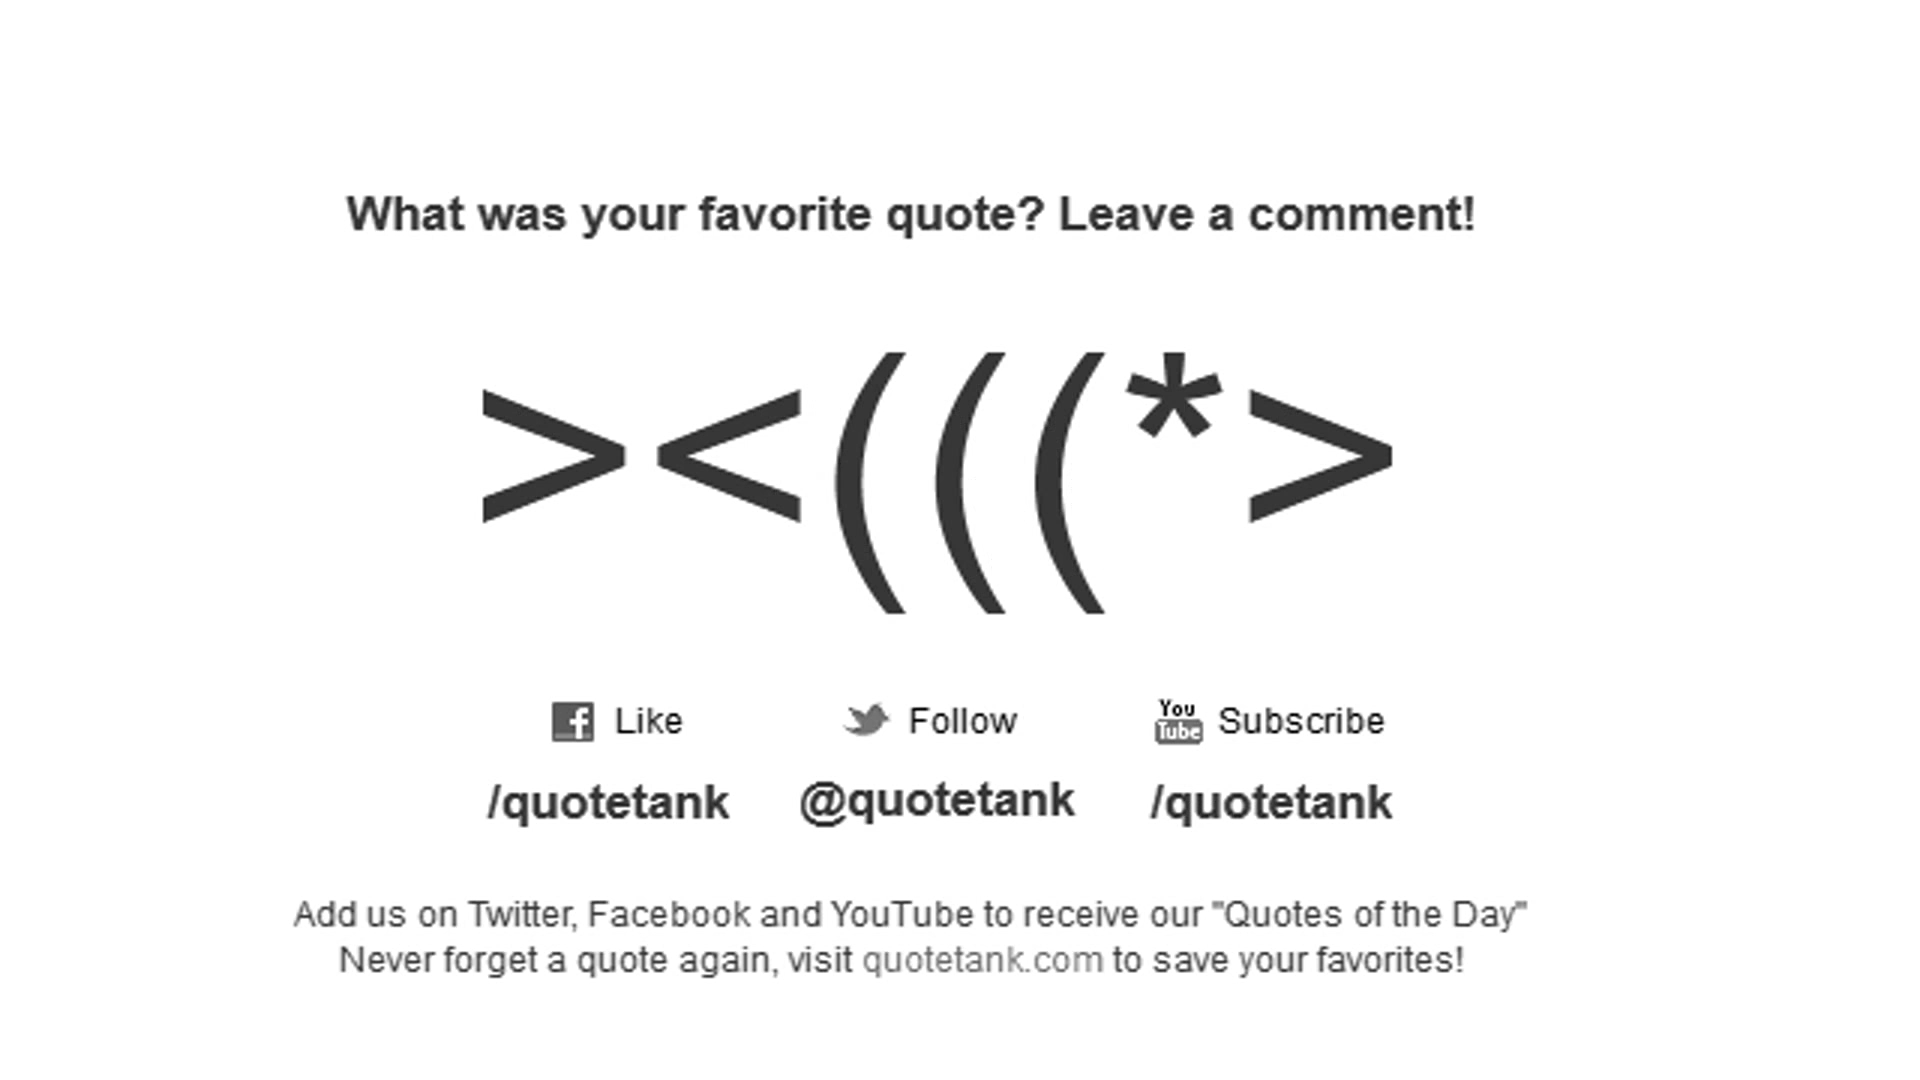 What was your favorite quote? Leave a comment!
><(((*>
f Like Follow You Tube Subscribe
/quotetank @quotetank /quotetank
Add us on Twitter, Facebook and YouTube to receive our "Quotes of the Day"
Never forget a quote again, visit quotetank.com to save your favorites!